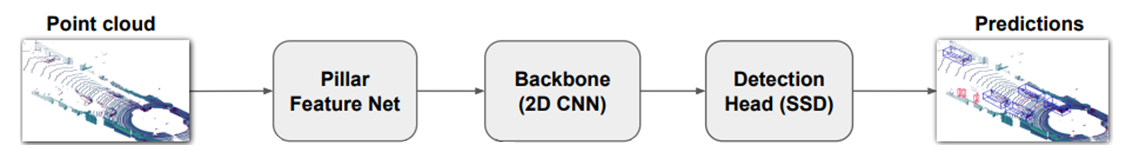 Point cloud
Pillar
Feature Net
Backbone
(2D CNN)
Detection
Head (SSD)
Predictions